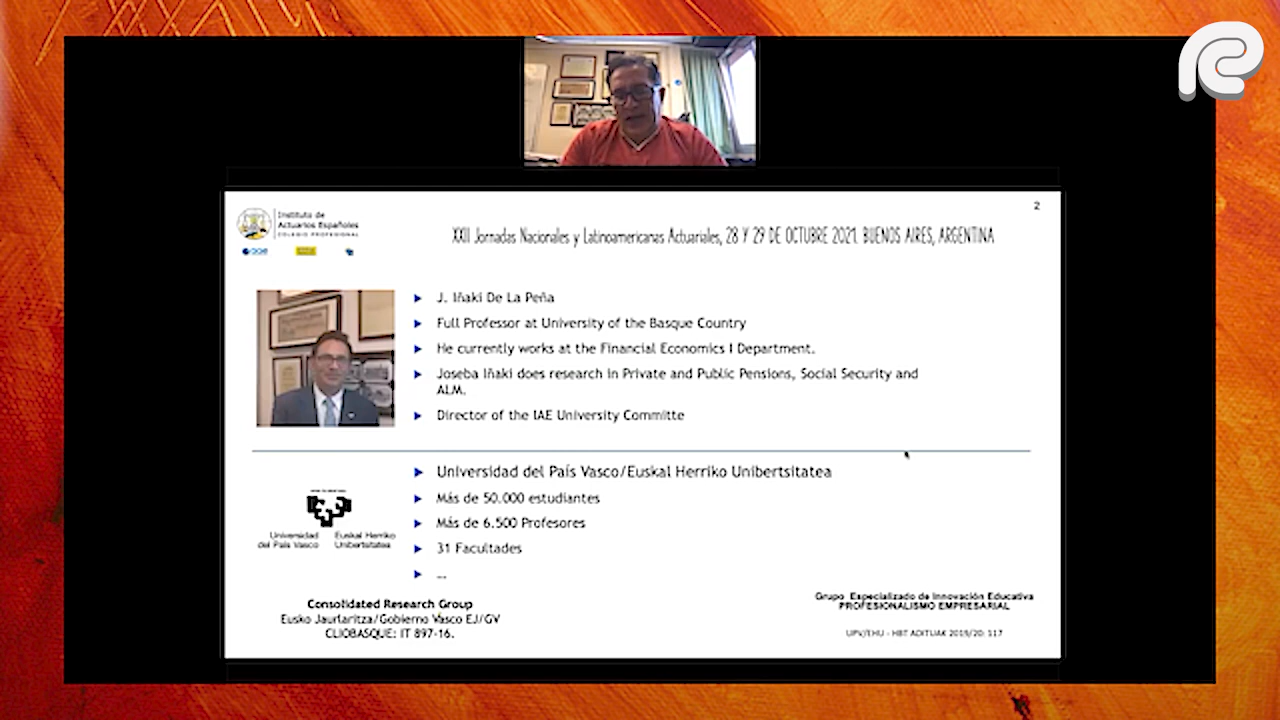 2
Instituto de
Actuarios Españoles
COLEGIO PROFESIONAL
XXII Jornadas Nacionales y Latinoamericanas Actuariales, 28 Y 29 DE OCTUBRE 2021. BUENOS AIRES, ARGENTINA
J. Iñaki De La Peña
Full Professor at University of the Basque Country
He currently works at the Financial Economics I Department.
Joseba Iñaki does research in Private and Public Pensions, Social Security and
ALM.
Director of the IAE University Committe
Universidad del País Vasco/Euskal Herriko Unibertsitatea
Más de 50.000 estudiantes
Más de 6.500 Profesores
31 Facultades
...
Universidad
del País Vasco
Euskal Herriko
Unibertsitatea
Consolidated Research Group
Eusko Jaurlaritza/Gobierno Vasco EJ/GV
CLIOBASQUE: IT 897-16.
Grupo Especializado de Innovación Educativa
PROFESIONALISMO EMPRESARIAL
UPV/EHU - HBT ADITUAK 2019/20: 117